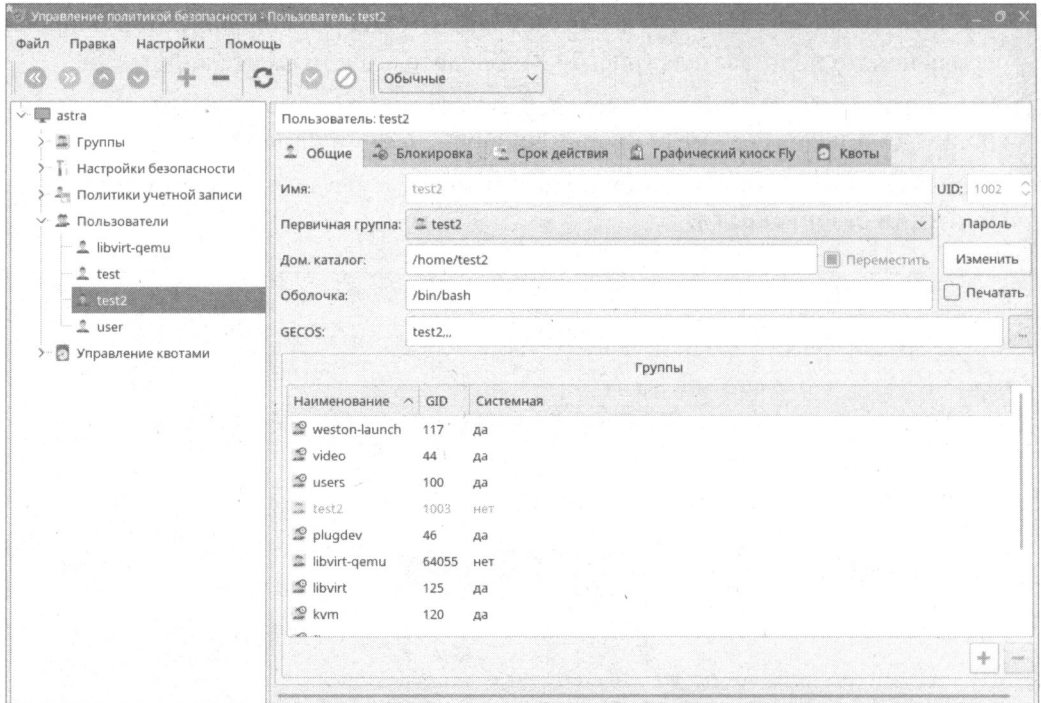 Управление политикой безопасности : Пользователь: test2
Файл Правка Настройки Помощь
Обычные
astra
Группы
Настройки безопасности
Политики учетной записи
Пользователи
libvirt-qemu
test
test2
user
Управление квотами
Пользователь: test2
Общие Блокировка Срок действия Графический киоск Fly Квоты
Имя: test2 UID: 1002
Первичная группа: test2 Пароль
Дом. каталог: /home/test2 Переместить Изменить
Оболочка: /bin/bash Печатать
GECOS: test2,,, ...
Группы
Наименование GID Системная
weston-launch 117 да
video 44 да
users 100 да
test2 1003 нет
plugdev 46 да
libvirt-qemu 64055 нет
libvirt 125 да
kvm 120 да